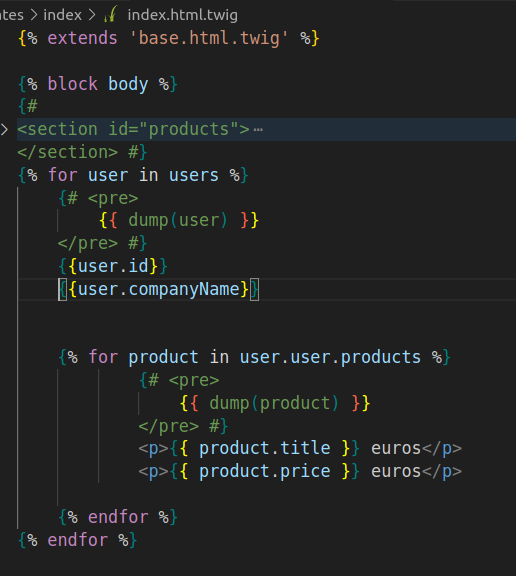 ates > index > index.html.twig
{% extends 'base.html.twig' %}
{% block body %}
{#
<section id="products">⋯
</section> #}
{% for user in users %}
{# <pre>
{{ dump(user) }}
</pre> #}
{{user.id}}
{{user.companyName}}
{% for product in user.user.products %}
{# <pre>
{{ dump(product) }}
</pre> #}
<p>{{ product.title }} euros</p>
<p>{{ product.price }} euros</p>
{% endfor %}
{% endfor %}